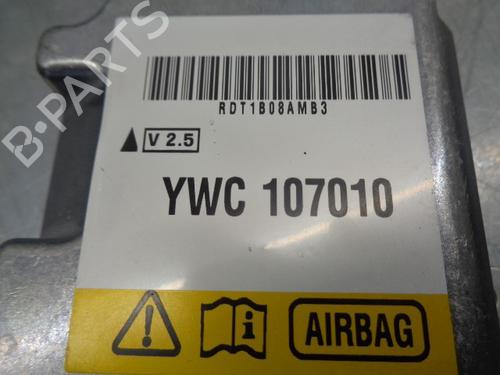 B-PARTS
RDT1B08AMB3
V 2.5
YWC 107010
i
AIRBAG